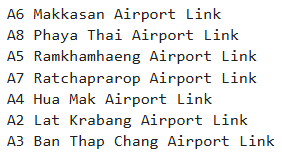 A6 Makkasan Airport Link
A8 Phaya Thai Airport Link
A5 Ramkhamhaeng Airport Link
A7 Ratchaprarop Airport Link
A4 Hua Mak Airport Link
A2 Lat Krabang Airport Link
A3 Ban Thap Chang Airport Link